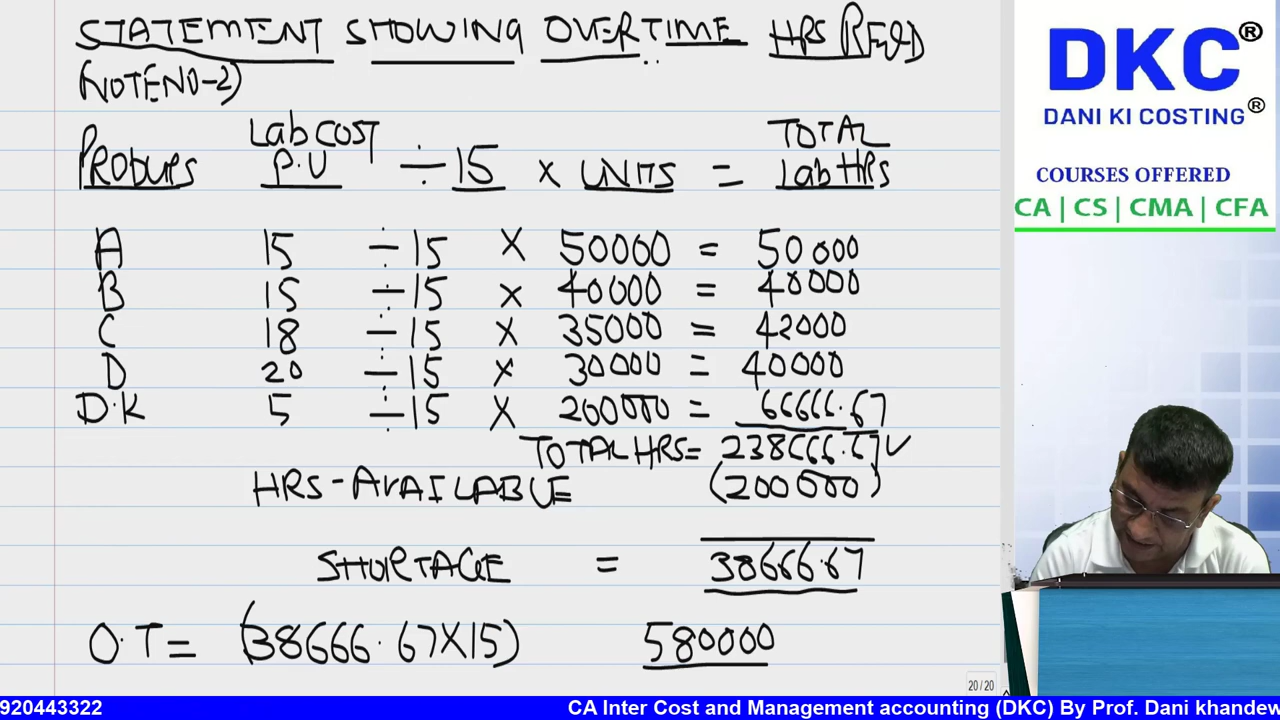 STATEMENT SHOWING OVERTIME HRS REQD
(NOTE NO-2)
PRODUCTS Lab COST P.U ÷ 15 × UNITS = TOTAL Lab HRS
A 15 ÷ 15 × 50000 = 50000
B 15 ÷ 15 × 40000 = 40000
C 18 ÷ 15 × 35000 = 42000
D 20 ÷ 15 × 30000 = 40000
D.K 5 ÷ 15 × 200000 = 66666.67
TOTAL HRS = 238666.67 ✓
HRS-AVAILABLE (200000)
SHORTAGE = 38666.67
O.T = (38666.67X15) 580000
20/20
DKC®
DANI KI COSTING®
COURSES OFFERED
CA | CS | CMA | CFA
920443322 CA Inter Cost and Management accounting (DKC) By Prof. Dani khandew